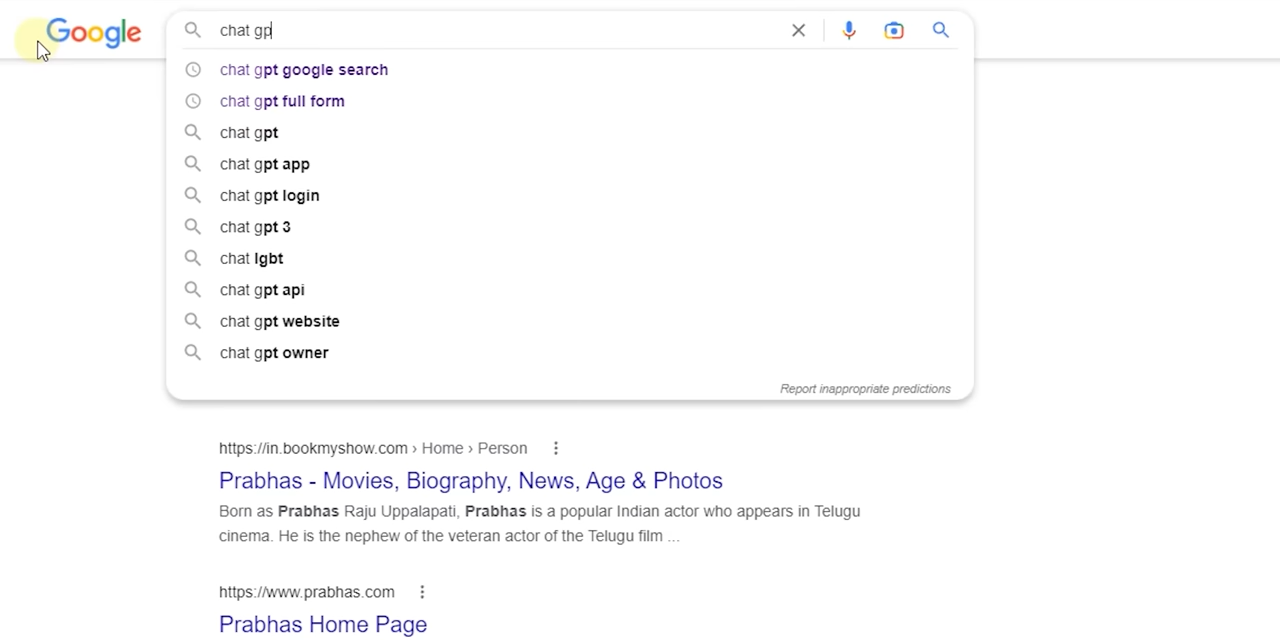 Google
chat gp
chat gpt google search
chat gpt full form
chat gpt
chat gpt app
chat gpt login
chat gpt 3
chat lgbt
chat gpt api
chat gpt website
chat gpt owner
Report inappropriate predictions
https://in.bookmyshow.com › Home › Person
Prabhas - Movies, Biography, News, Age & Photos
Born as Prabhas Raju Uppalapati, Prabhas is a popular Indian actor who appears in Telugu
cinema. He is the nephew of the veteran actor of the Telugu film ...
https://www.prabhas.com
Prabhas Home Page